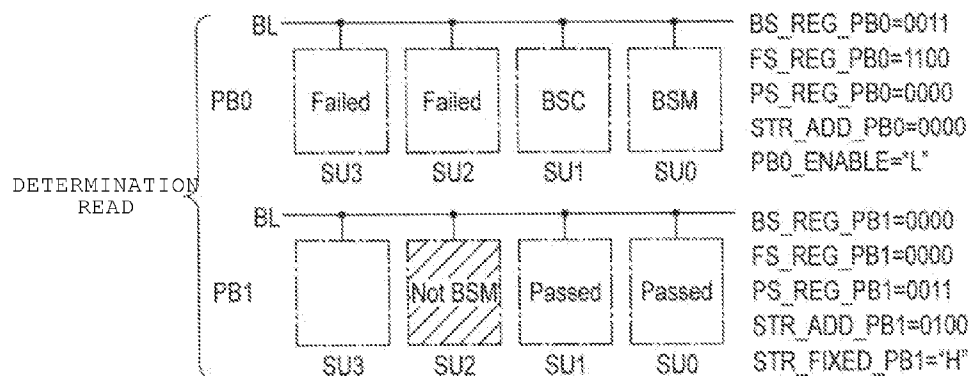 BL
BS_REG_PB0=0011
FS_REG_PB0=1100
PB0
Failed
Failed
BSC
BSM
PS_REG_PB0=0000
STR_ADD_PB0=0000
SU3
SU2
SU1
SU0
PB0_ENABLE="L"
DETERMINATION
READ
BL
BS_REG_PB1=0000
FS_REG_PB1=0000
PB1
Not BSM
Passed
Passed
PS_REG_PB1=0011
STR_ADD_PB1=0100
SU3
SU2
SU1
SU0
STR_FIXED_PB1="H"